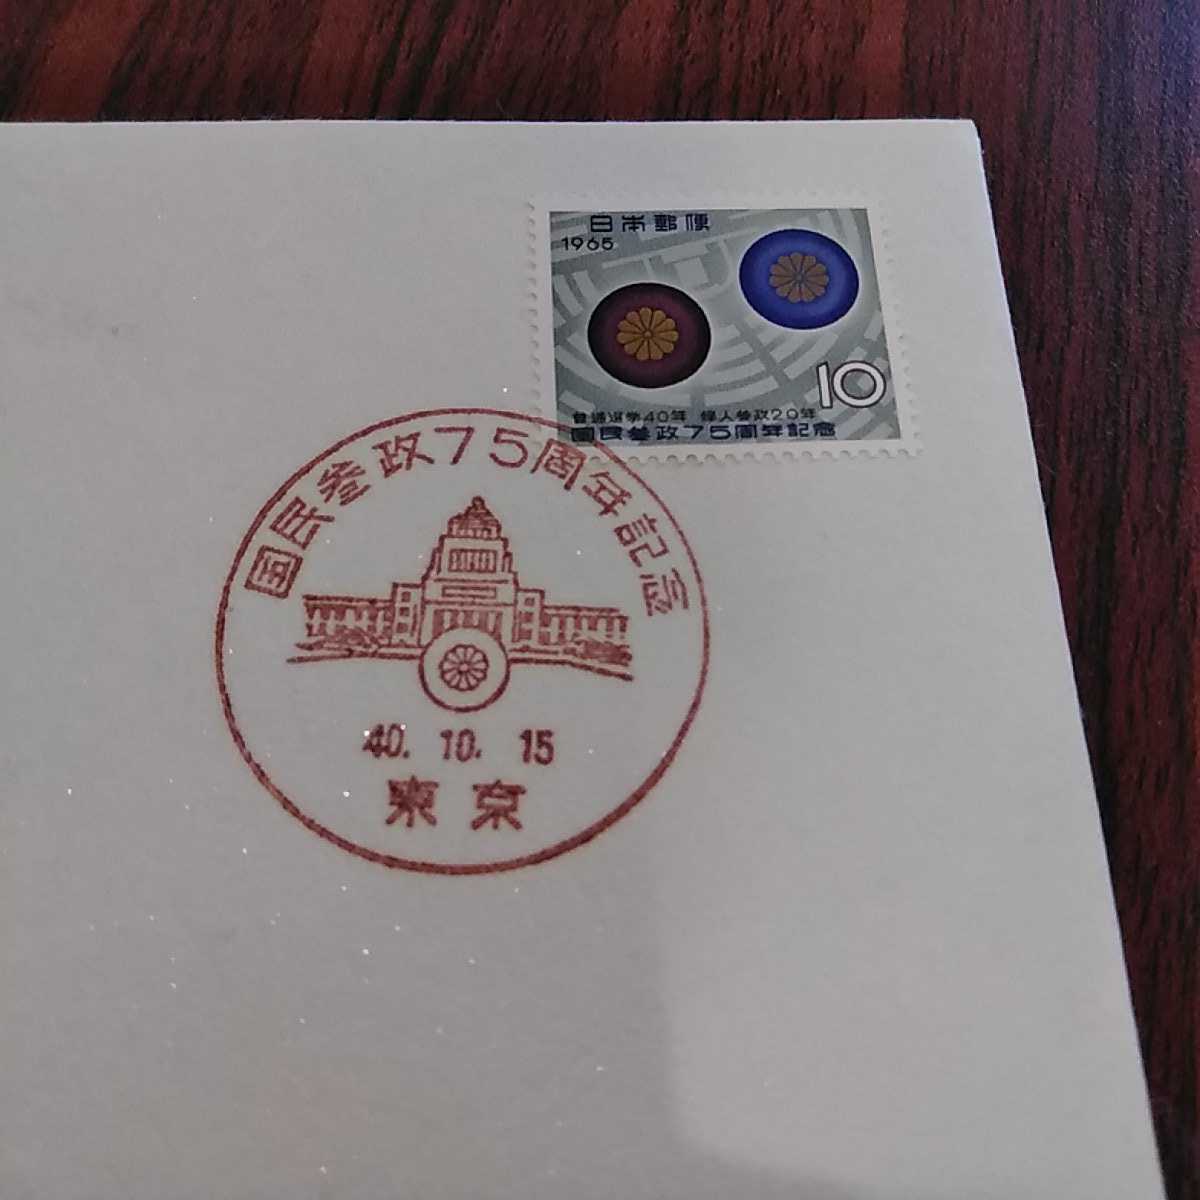 日本郵便
1965
10
普通選挙40年 婦人参政20年
国民参政75周年記念
国民参政75周年記念
40. 10. 15
東京